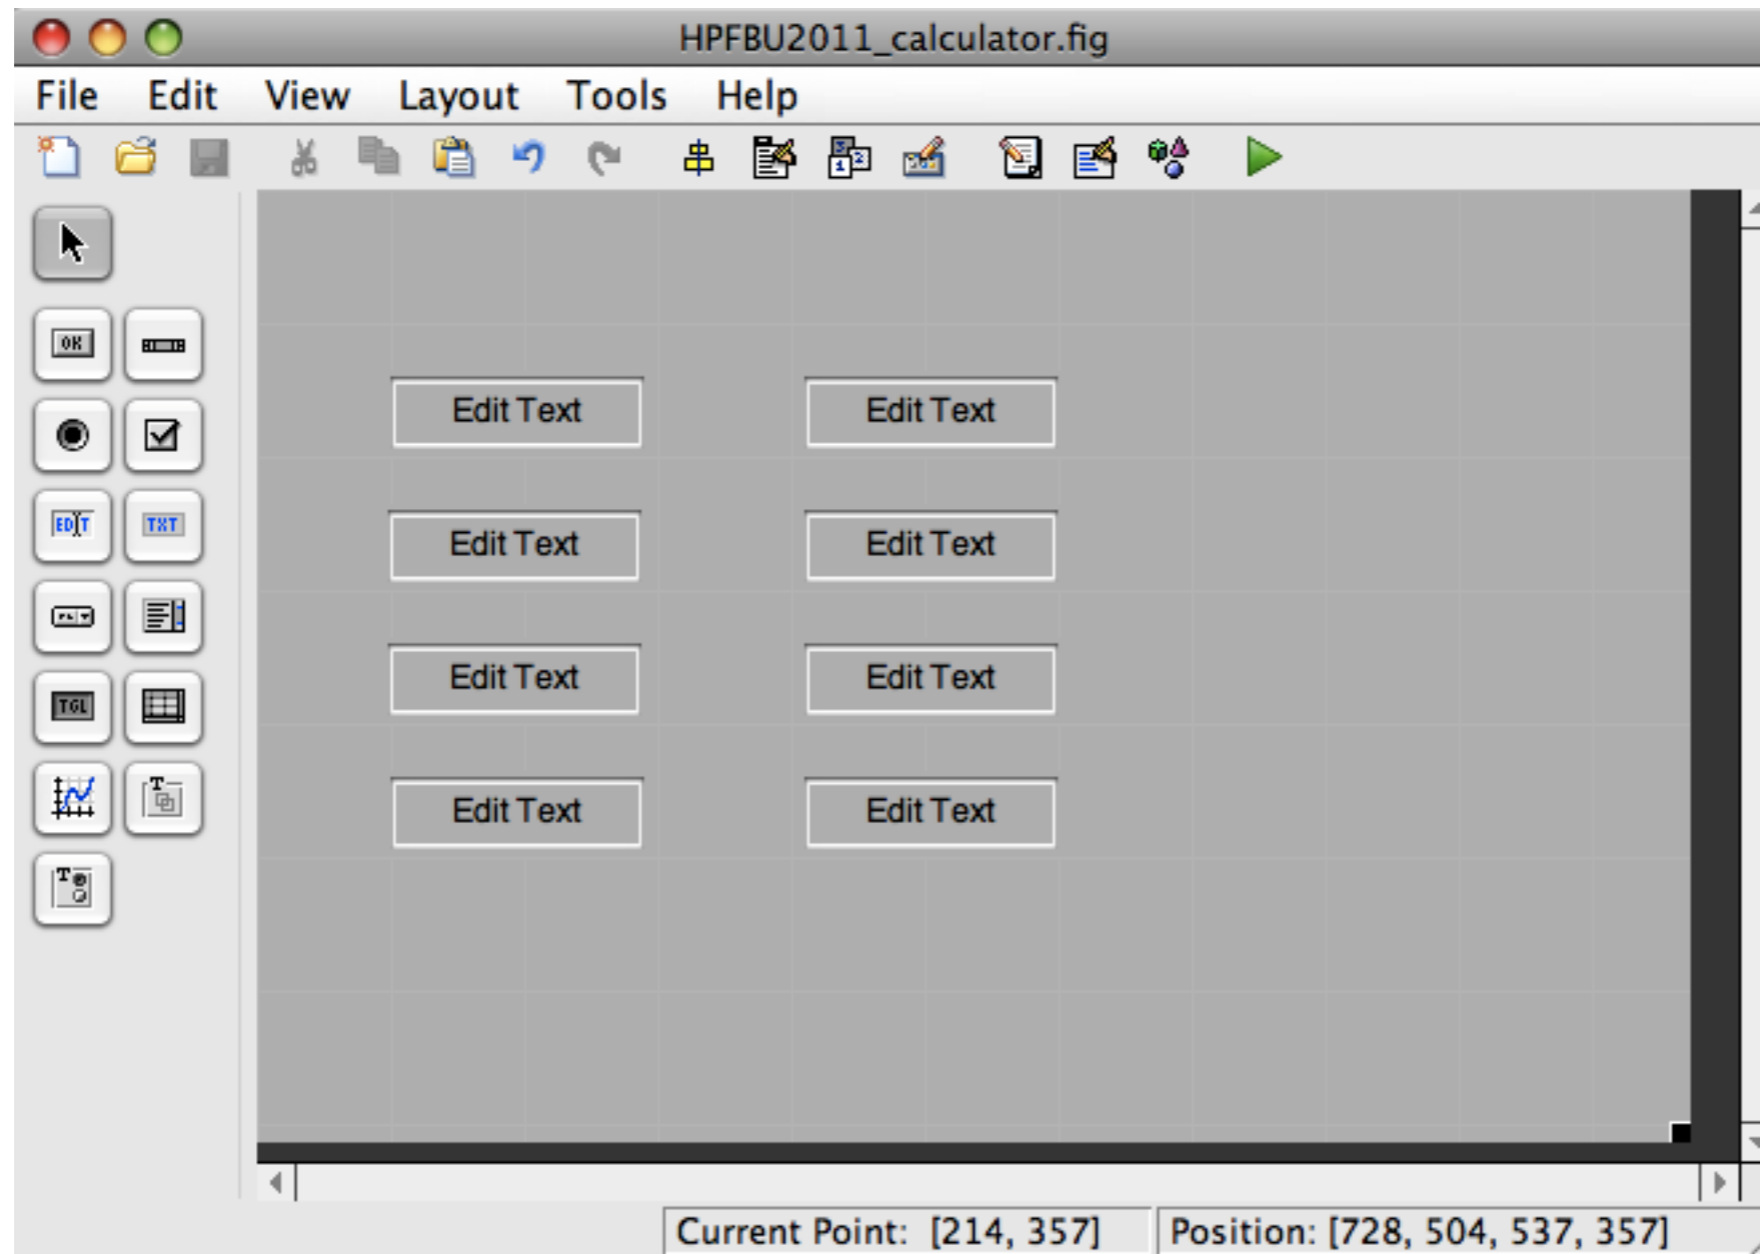 HPFBU2011_calculator.fig
File Edit View Layout Tools Help
OK
EDIT TXT
TGL
T
T
Edit Text Edit Text
Edit Text Edit Text
Edit Text Edit Text
Edit Text Edit Text
Current Point: [214, 357] Position: [728, 504, 537, 357]